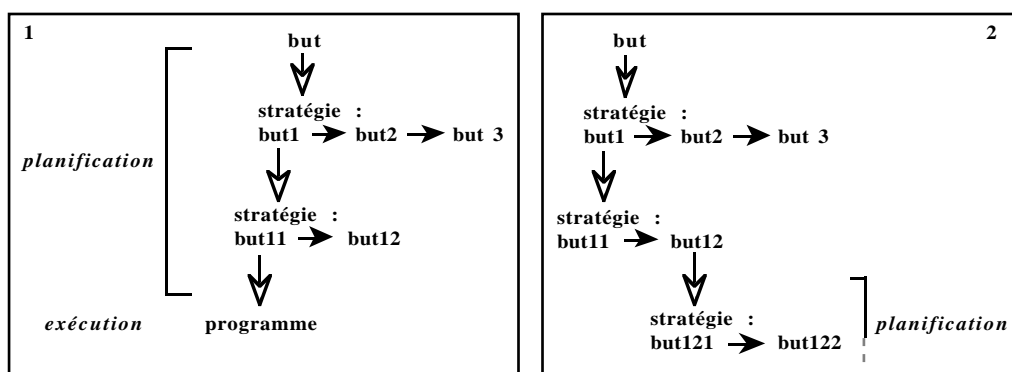 1
but
stratégie :
but1 but2 but 3
planification
stratégie :
but11 but12
exécution programme
2
but
stratégie :
but1 but2 but 3
stratégie :
but11 but12
stratégie :
planification
but121 but122